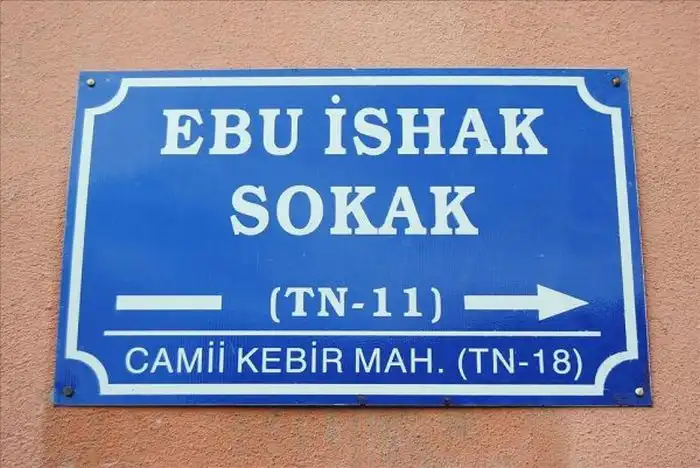 EBU İSHAK
SOKAK
(TN-11)
CAMİİ KEBİR MAH. (TN-18)